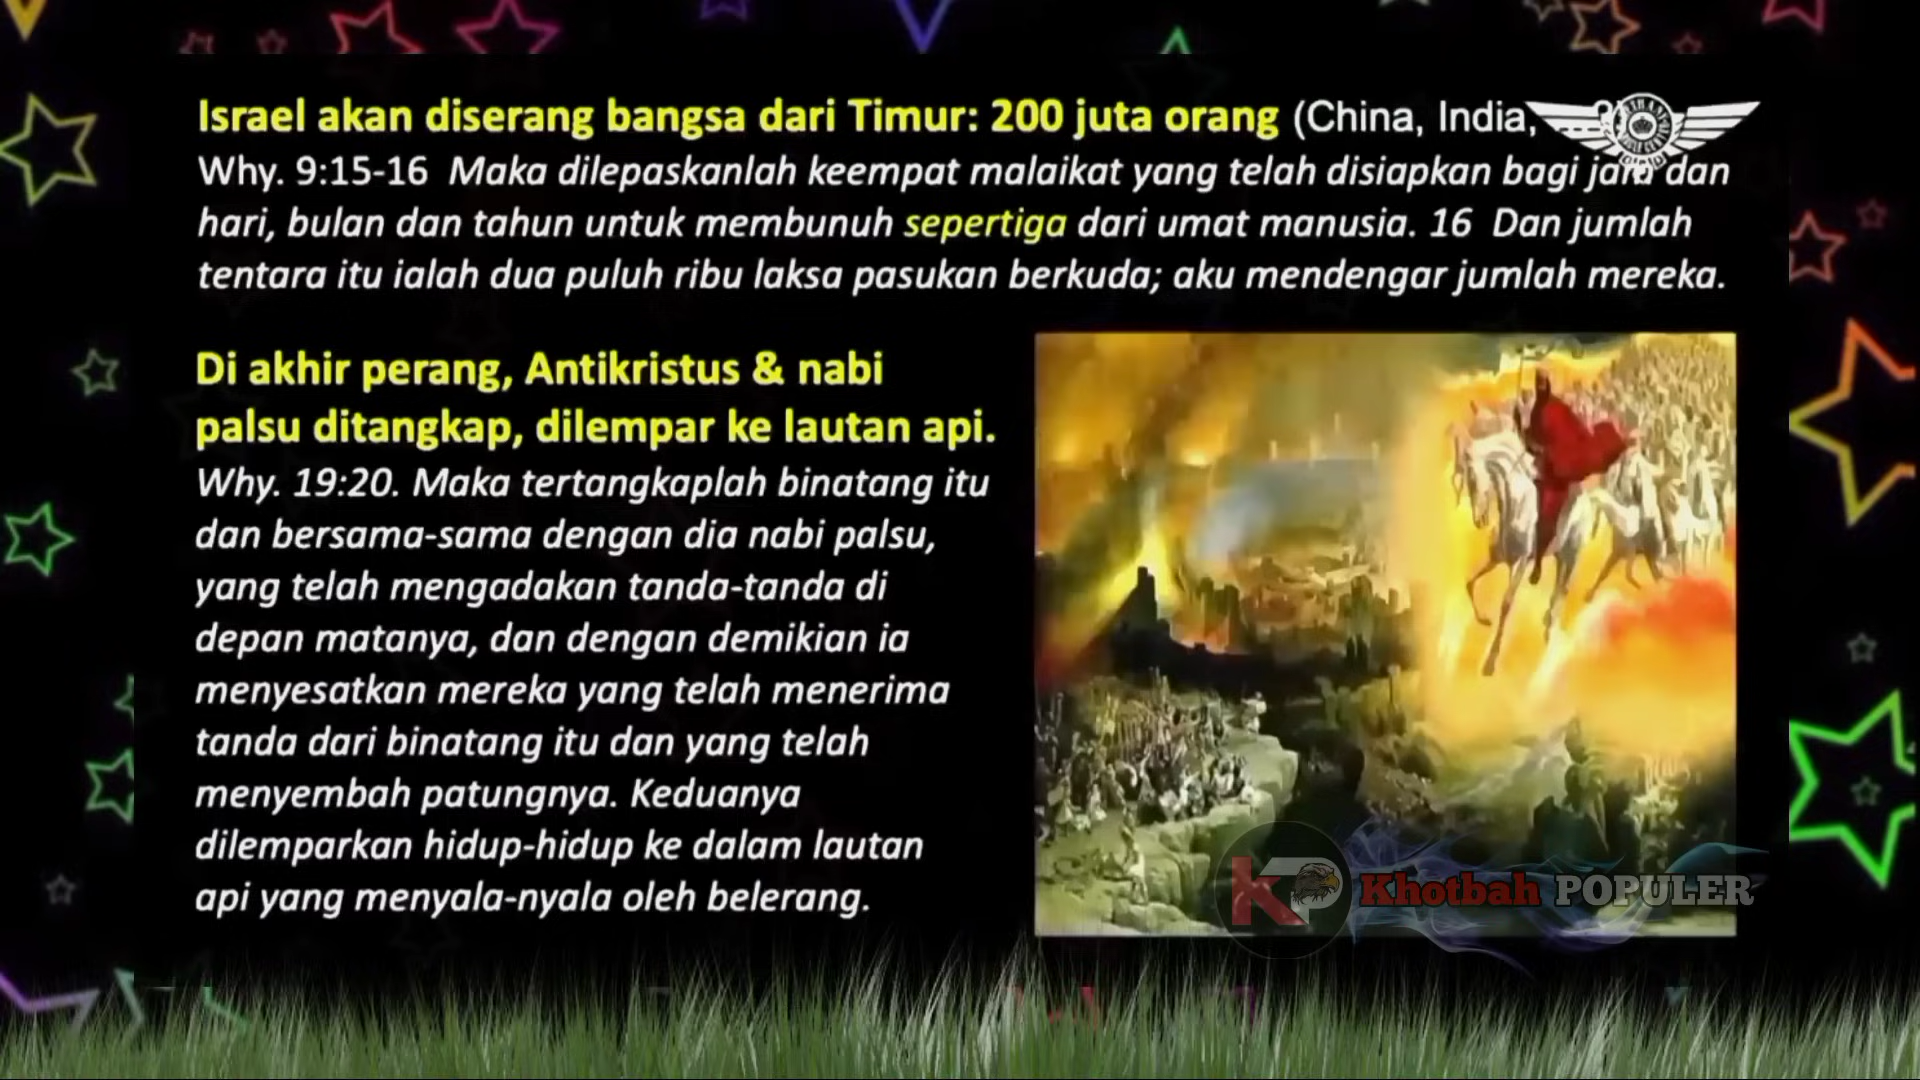 Israel akan diserang bangsa dari Timur: 200 juta orang (China, India,
Why. 9:15-16 Maka dilepaskanlah keempat malaikat yang telah disiapkan bagi jam dan
hari, bulan dan tahun untuk membunuh sepertiga dari umat manusia. 16 Dan jumlah
tentara itu ialah dua puluh ribu laksa pasukan berkuda; aku mendengar jumlah mereka.
Di akhir perang, Antikristus & nabi
palsu ditangkap, dilempar ke lautan api.
Why. 19:20. Maka tertangkaplah binatang itu
dan bersama-sama dengan dia nabi palsu,
yang telah mengadakan tanda-tanda di
depan matanya, dan dengan demikian ia
menyesatkan mereka yang telah menerima
tanda dari binatang itu dan yang telah
menyembah patungnya. Keduanya
dilemparkan hidup-hidup ke dalam lautan
api yang menyala-nyala oleh belerang.
KP Khotbah POPULER